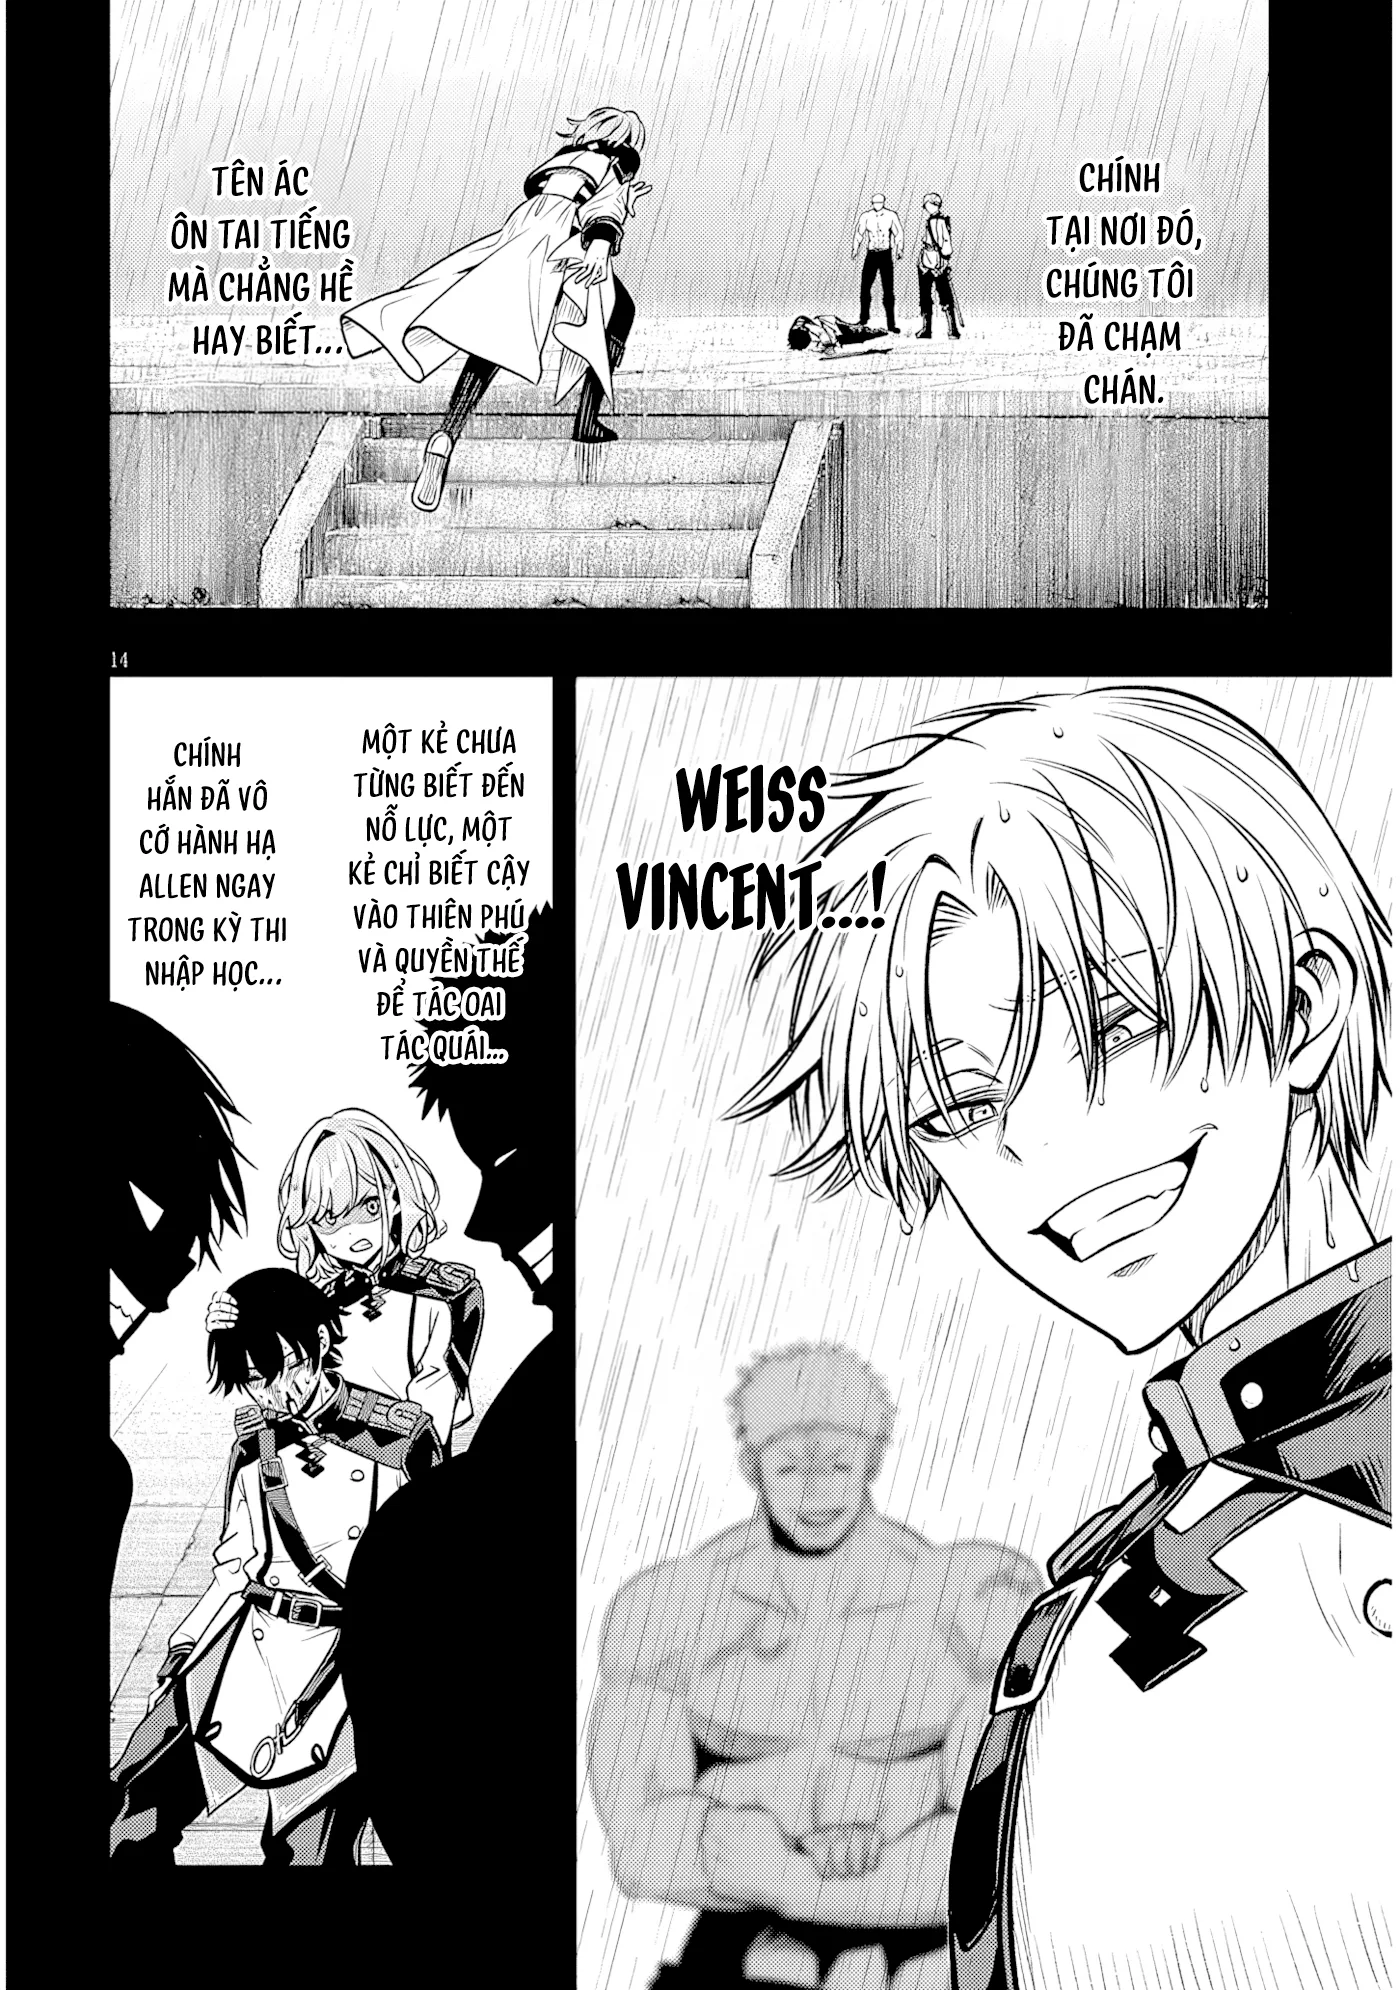 CHÍNH
TẠI NƠI ĐÓ,
CHÚNG TÔI
ĐÃ CHẠM
CHÁN.
TÊN ÁC
ÔN TAI TIẾNG
MÀ CHẲNG HỀ
HAY BIẾT...
14
WEISS
VINCENT...!
MỘT KẺ CHƯA
TỪNG BIẾT ĐẾN
NỖ LỰC, MỘT
KẺ CHỈ BIẾT CẬY
VÀO THIÊN PHÚ
VÀ QUYỀN THẾ
ĐỂ TÁC OAI
TÁC QUÁI...
CHÍNH
HẮN ĐÃ VÔ
CỚ HÀNH HẠ
ALLEN NGAY
TRONG KỲ THI
NHẬP HỌC...